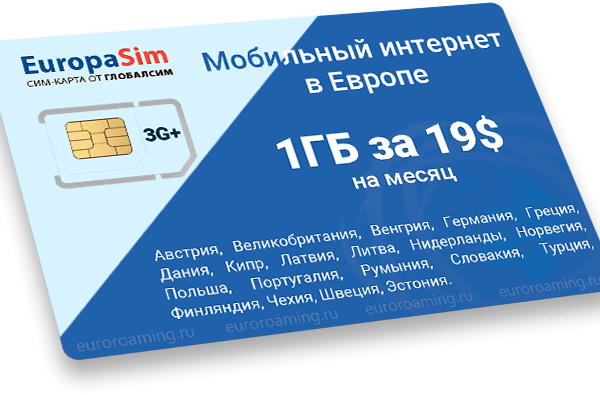 EuropaSim
СИМ-КАРТА ОТ ГЛОБАЛСИМ
3G+
Мобильный интернет
в Европе
1ГБ за 19$
на месяц
Австрия, Великобритания, Венгрия, Германия, Греция,
Дания, Кипр, Латвия, Литва, Нидерланды, Норвегия,
Польша, Португалия, Румыния, Словакия, Турция,
Финляндия, Чехия, Швеция, Эстония.
euroroaming.ru euroroaming.ru euroroaming.ru euroroaming.ru